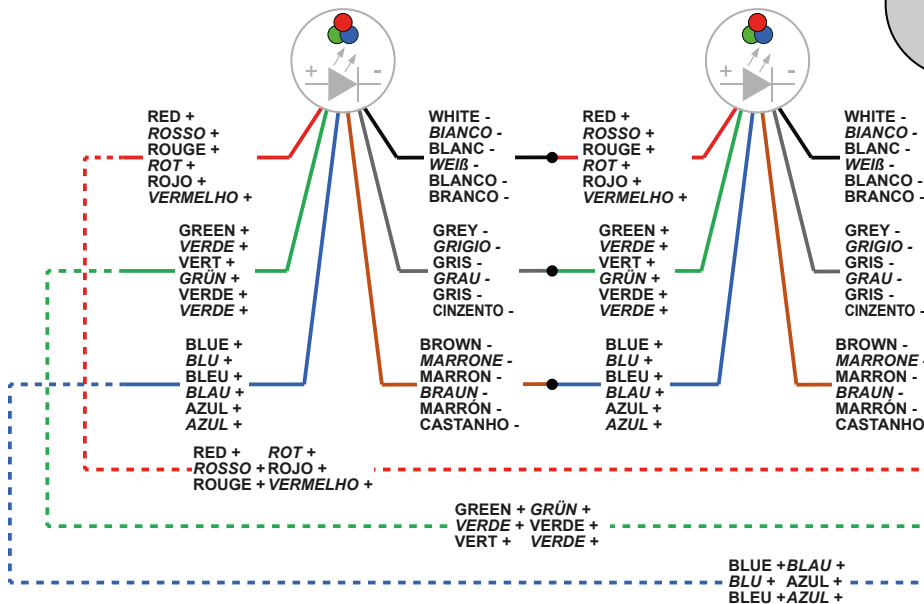 + -
+ -
RED +
ROSSO +
ROUGE +
ROT +
ROJO +
VERMELHO +
WHITE -
BIANCO -
BLANC -
WEIß -
BLANCO -
BRANCO -
RED +
ROSSO +
ROUGE +
ROT +
ROJO +
VERMELHO +
WHITE -
BIANCO -
BLANC -
WEIß -
BLANCO -
BRANCO -
GREEN +
VERDE +
VERT +
GRÜN +
VERDE +
VERDE +
GREY -
GRIGIO -
GRIS -
GRAU -
GRIS -
CINZENTO -
GREEN +
VERDE +
VERT +
GRÜN +
VERDE +
VERDE +
GREY -
GRIGIO -
GRIS -
GRAU -
GRIS -
CINZENTO -
BLUE +
BLU +
BLEU +
BLAU +
AZUL +
AZUL +
BROWN -
MARRONE -
MARRON -
BRAUN -
MARRÓN -
CASTANHO -
BLUE +
BLU +
BLEU +
BLAU +
AZUL +
AZUL +
BROWN -
MARRONE -
MARRON -
BRAUN -
MARRÓN -
CASTANHO
RED + ROT +
ROSSO + ROJO +
ROUGE + VERMELHO +
GREEN + GRÜN +
VERDE + VERDE +
VERT + VERDE +
BLUE + BLAU +
BLU + AZUL +
BLEU + AZUL +